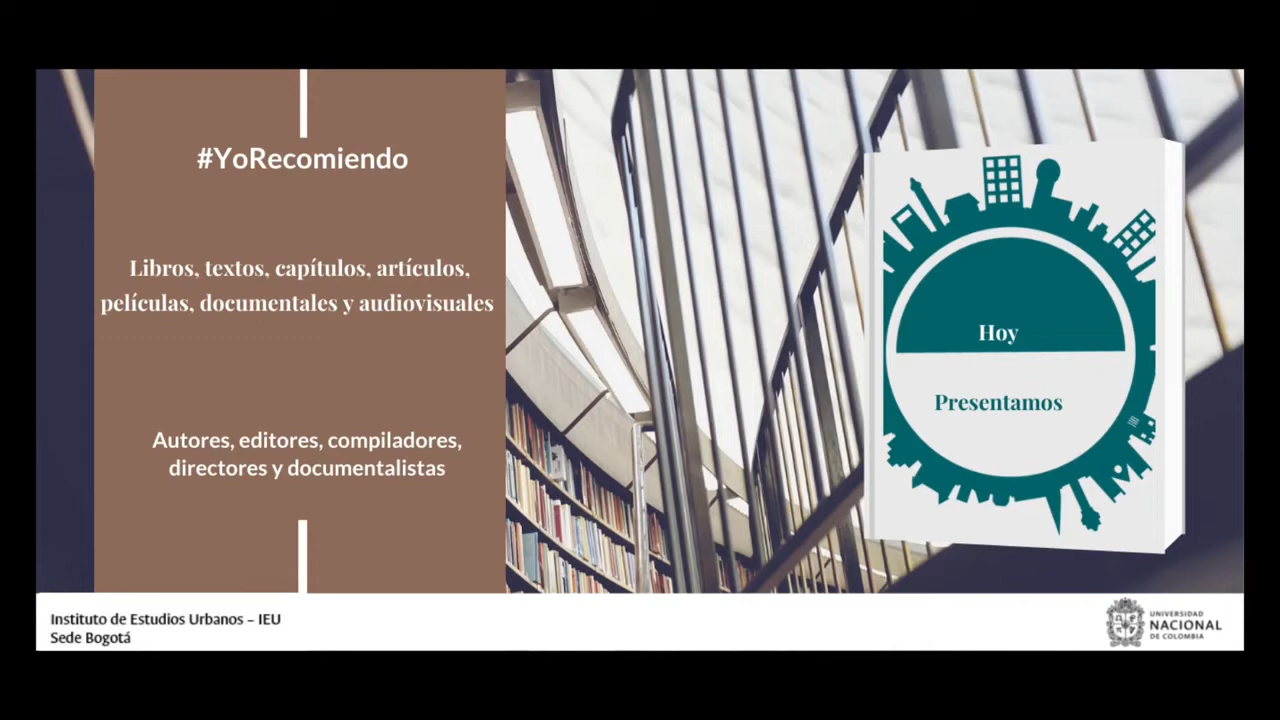 #YoRecomiendo
Libros, textos, capítulos, artículos,
películas, documentales y audiovisuales
Autores, editores, compiladores,
directores y documentalistas
Hoy
Presentamos
Instituto de Estudios Urbanos – IEU
Sede Bogotá
UNIVERSIDAD
NACIONAL
DE COLOMBIA